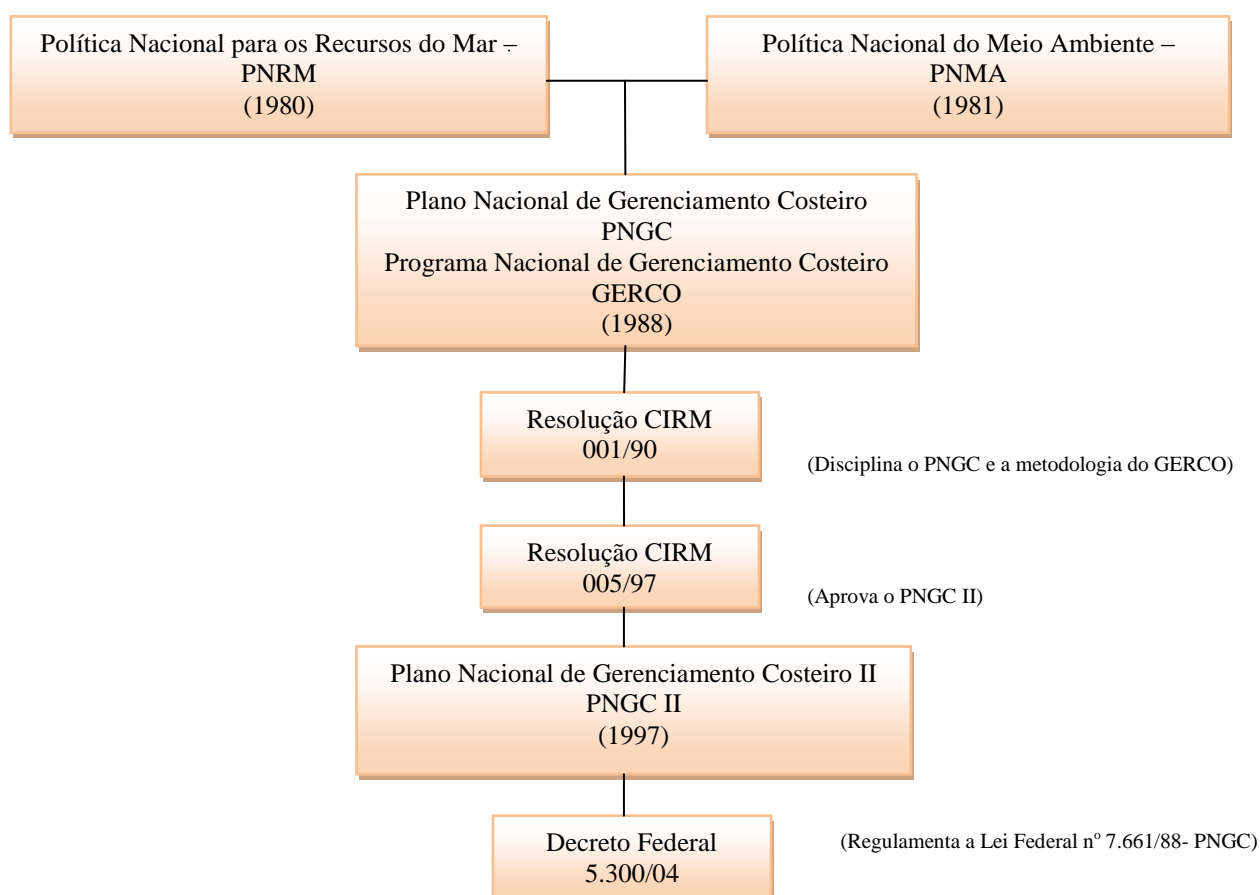 Política Nacional para os Recursos do Mar –
PNRM
(1980)
Política Nacional do Meio Ambiente –
PNMA
(1981)
Plano Nacional de Gerenciamento Costeiro
PNGC
Programa Nacional de Gerenciamento Costeiro
GERCO
(1988)
Resolução CIRM
001/90
(Disciplina o PNGC e a metodologia do GERCO)
Resolução CIRM
005/97
(Aprova o PNGC II)
Plano Nacional de Gerenciamento Costeiro II
PNGC II
(1997)
Decreto Federal
5.300/04
(Regulamenta a Lei Federal nº 7.661/88- PNGC)